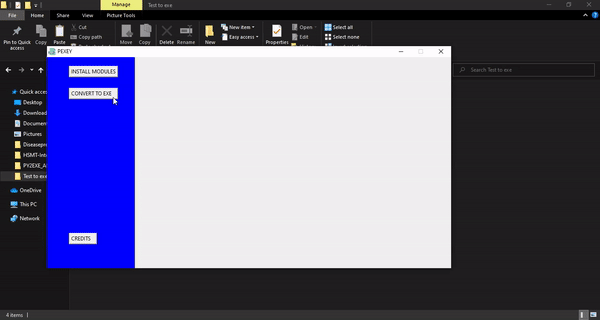 Manage
Test to exe
File
Home
Share
View
Picture Tools
Pin to Quick access
Copy
Paste
Cut
Copy path
Move
Copy
Delete
Rename
New
New item
Easy access
Properties
Open
Edit
Select all
Select none
PEXEY
Search Test to exe
INSTALL MODULES
CONVERT TO EXE
CREDITS
Quick access
Desktop
Download
Document
Pictures
Diseasepr
HSMT-Int
PY2EXE_A
Test to exe
OneDrive
This PC
Network
4 items